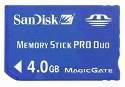 SanDisk
MEMORY STICK PRO DUO
4.0GB
MAGICGATE